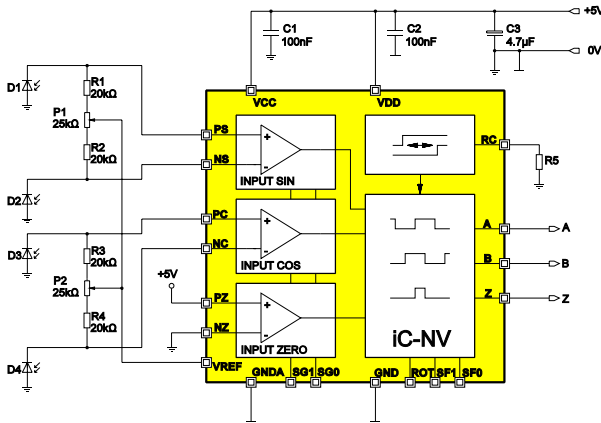 C1
100nF
C2
100nF
C3
4.7µF
+5V
0V
D1
R1
20kΩ
P1
25kΩ
R2
20kΩ
D2
D3
R3
20kΩ
P2
25kΩ
R4
20kΩ
D4
+5V
VCC
VDD
PS
NS
INPUT SIN
PC
NC
INPUT COS
PZ
NZ
INPUT ZERO
VREF
RC
R5
A
A
B
B
Z
Z
iC-NV
GNDA
SG1
SG0
GND
ROT
SF1
SF0